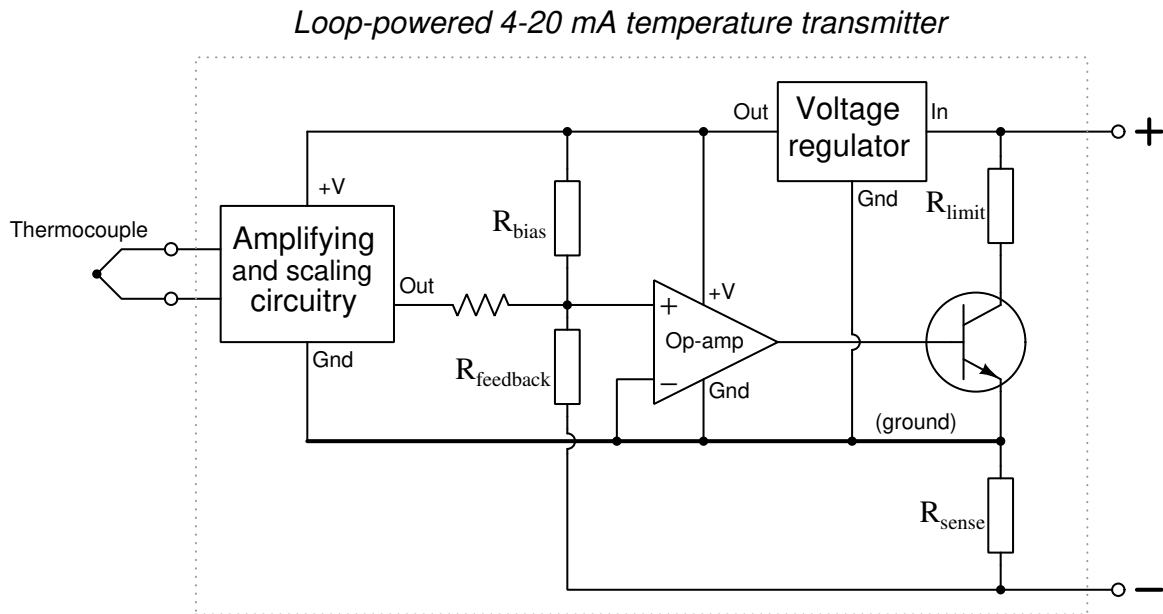 Loop-powered 4-20 mA temperature transmitter
Out
Voltage
regulator
In
+
Gnd
+V
R_bias
R_limit
Thermocouple
Amplifying
and scaling
circuitry
Out
Gnd
R_feedback
+
+V
Op-amp
−
Gnd
(ground)
R_sense
−